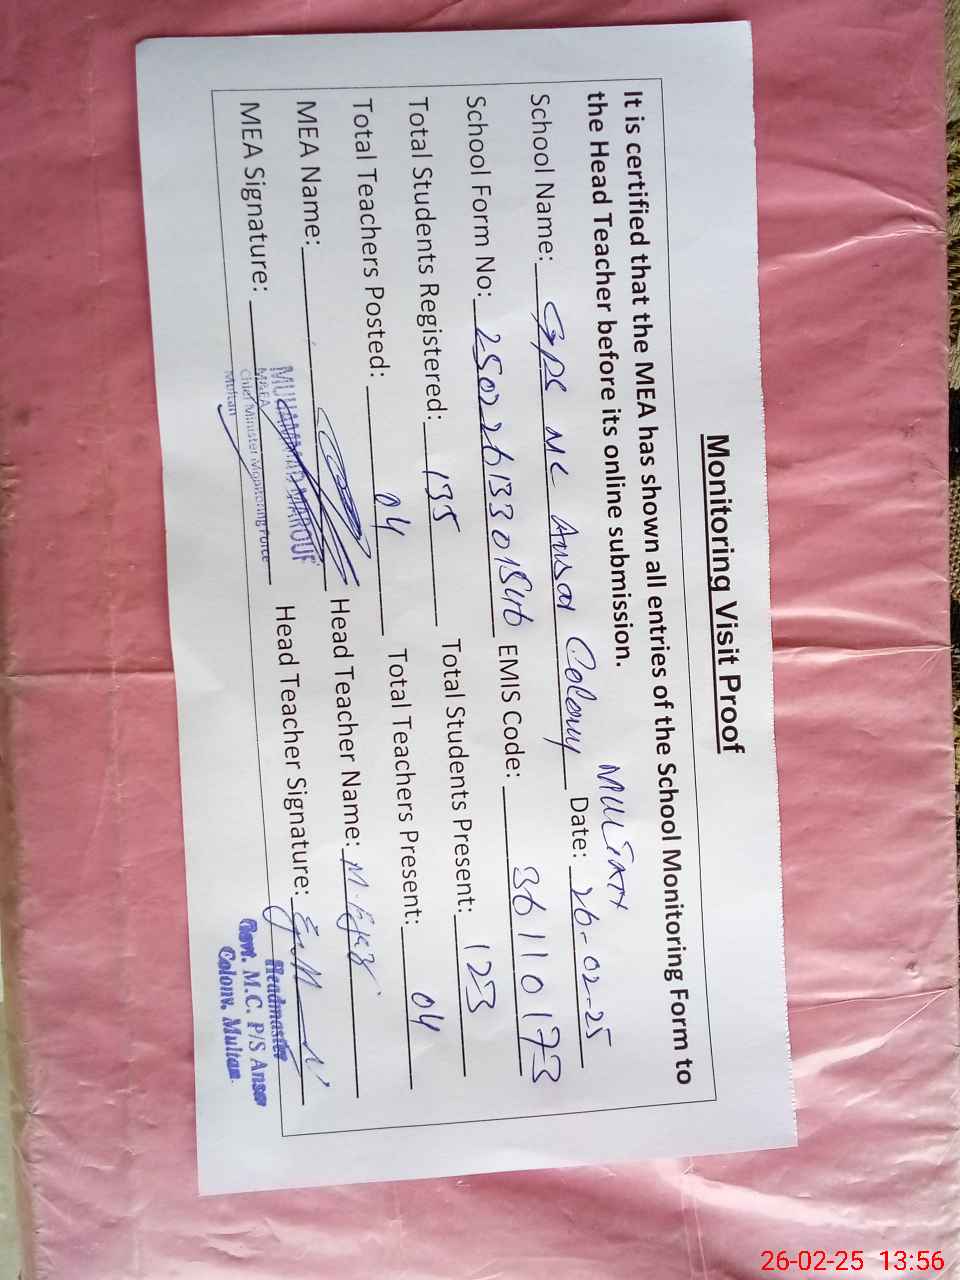 Monitoring Visit Proof
It is certified that the MEA has shown all entries of the School Monitoring Form to
the Head Teacher before its online submission.
School Name: GPS MC Ansar Colony MULTAN Date: 26-02-25
School Form No: 25022613301546 EMIS Code: 36110173
Total Students Registered: 135 Total Students Present: 123
Total Teachers Posted: 04 Total Teachers Present: 04
MEA Name: Head Teacher Name: M. Ejaz
MEA Signature: Head Teacher Signature:
MUHAMMAD MAROUF
M&EA
Chief Minister Monitoring Force
Multan
Headmaster
Govt. M.C. P/S Ansar
Colony, Multan.
26-02-25 13:56